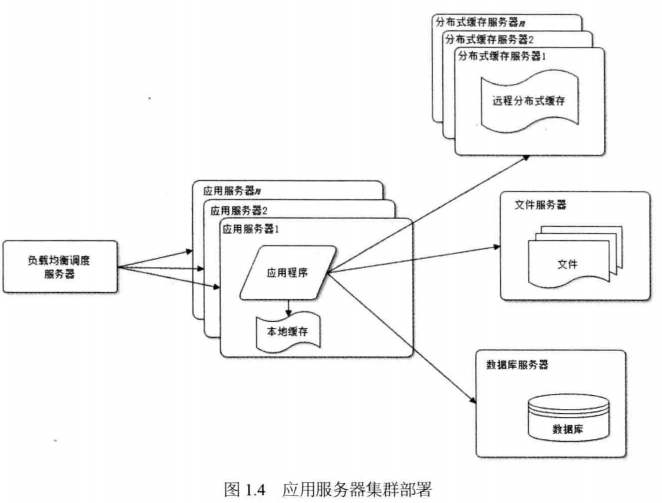 分布式缓存服务器n
分布式缓存服务器2
分布式缓存服务器1
远程分布式缓存
应用服务器n
应用服务器2
应用服务器1
应用程序
本地缓存
负载均衡调度
服务器
文件服务器
文件
数据库服务器
数据库
图 1.4 应用服务器集群部署